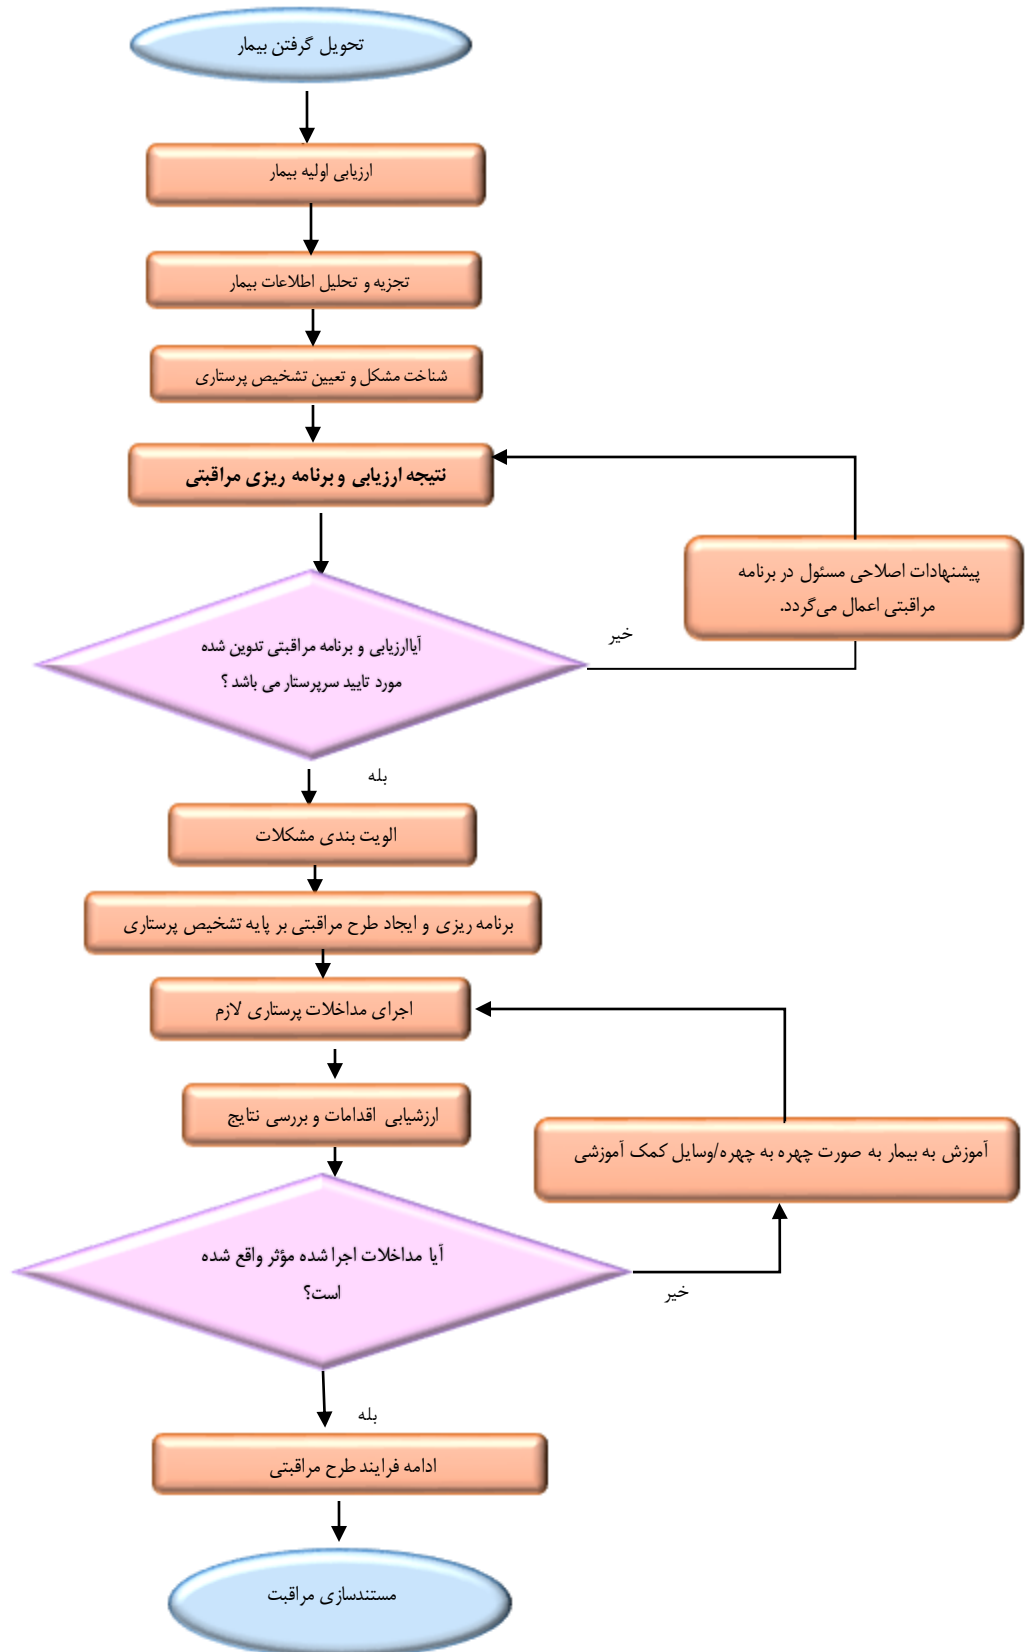 تحویل گرفتن بیمار
ارزیابی اولیه بیمار
تجزیه و تحلیل اطلاعات بیمار
شناخت مشکل و تعیین تشخیص پرستاری
نتیجه ارزیابی و برنامه ریزی مراقبتی
پیشنهادات اصلاحی مسئول در برنامه
مراقبتی اعمال می‌گردد.
خیر
آیاارزیابی و برنامه مراقبتی تدوین شده
مورد تایید سرپرستار می باشد ؟
بله
الویت بندی مشکلات
برنامه ریزی و ایجاد طرح مراقبتی بر پایه تشخیص پرستاری
اجرای مداخلات پرستاری لازم
ارزشیابی اقدامات و بررسی نتایج
آموزش به بیمار به صورت چهره به چهره/وسایل کمک آموزشی
آیا مداخلات اجرا شده مؤثر واقع شده
است؟
خیر
بله
ادامه فرایند طرح مراقبتی
مستندسازی مراقبت